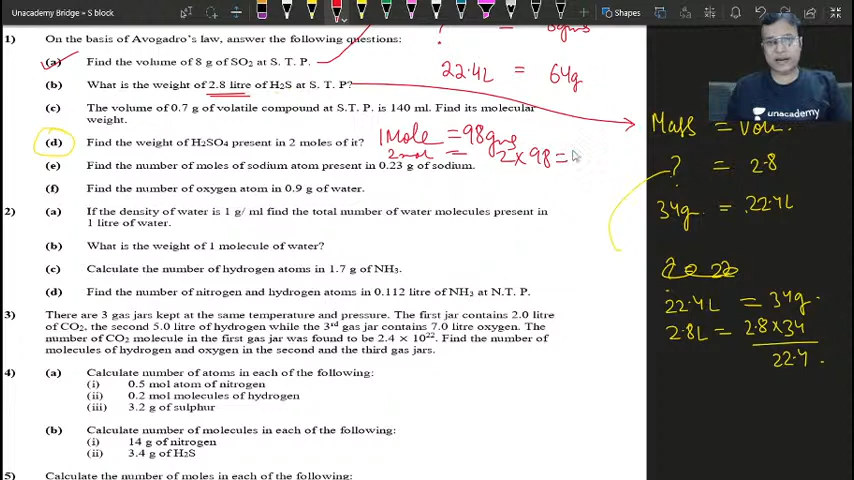 Unacademy Bangalore - S block
Shapes
1) On the basis of Avogadro's law, answer the following questions:
(a) Find the volume of 8 g of SO2 at S. T. P.
22.4L = 64g
(b) What is the weight of 2.8 litre of H2S at S. T. P?
(c) The volume of 0.7 g of volatile compound at S.T.P. is 140 ml. Find its molecular
weight.
(d) Find the weight of H2SO4 present in 2 moles of it?
1Mole = 98gms
2mol = 2×98 =
(e) Find the number of moles of sodium atom present in 0.23 g of sodium.
(f) Find the number of oxygen atom in 0.9 g of water.
2) (a) If the density of water is 1 g/ ml find the total number of water molecules present in
1 litre of water.
(b) What is the weight of 1 molecule of water?
(c) Calculate the number of hydrogen atoms in 1.7 g of NH3.
(d) Find the number of nitrogen and hydrogen atoms in 0.112 litre of NH3 at N.T. P.
3) There are 3 gas jars kept at the same temperature and pressure. The first jar contains 2.0 litre
of CO2, the second 5.0 litre of hydrogen while the 3rd gas jar contains 7.0 litre oxygen. The
number of CO2 molecule in the first gas jar was found to be 2.4 × 10²². Find the number of
molecules of hydrogen and oxygen in the second and the third gas jars.
4) (a) Calculate number of atoms in each of the following:
(i) 0.5 mol atom of nitrogen
(ii) 0.2 mol molecules of hydrogen
(iii) 3.2 g of sulphur
(b) Calculate number of molecules in each of the following:
(i) 14 g of nitrogen
(ii) 3.4 g of H2S
5) Calculate the number of moles in each of the following:
unacademy
Mass = Volu.
? = 2.8
34g = 22.4L
22.4L = 34g.
2.8L = 2.8×34
22.4